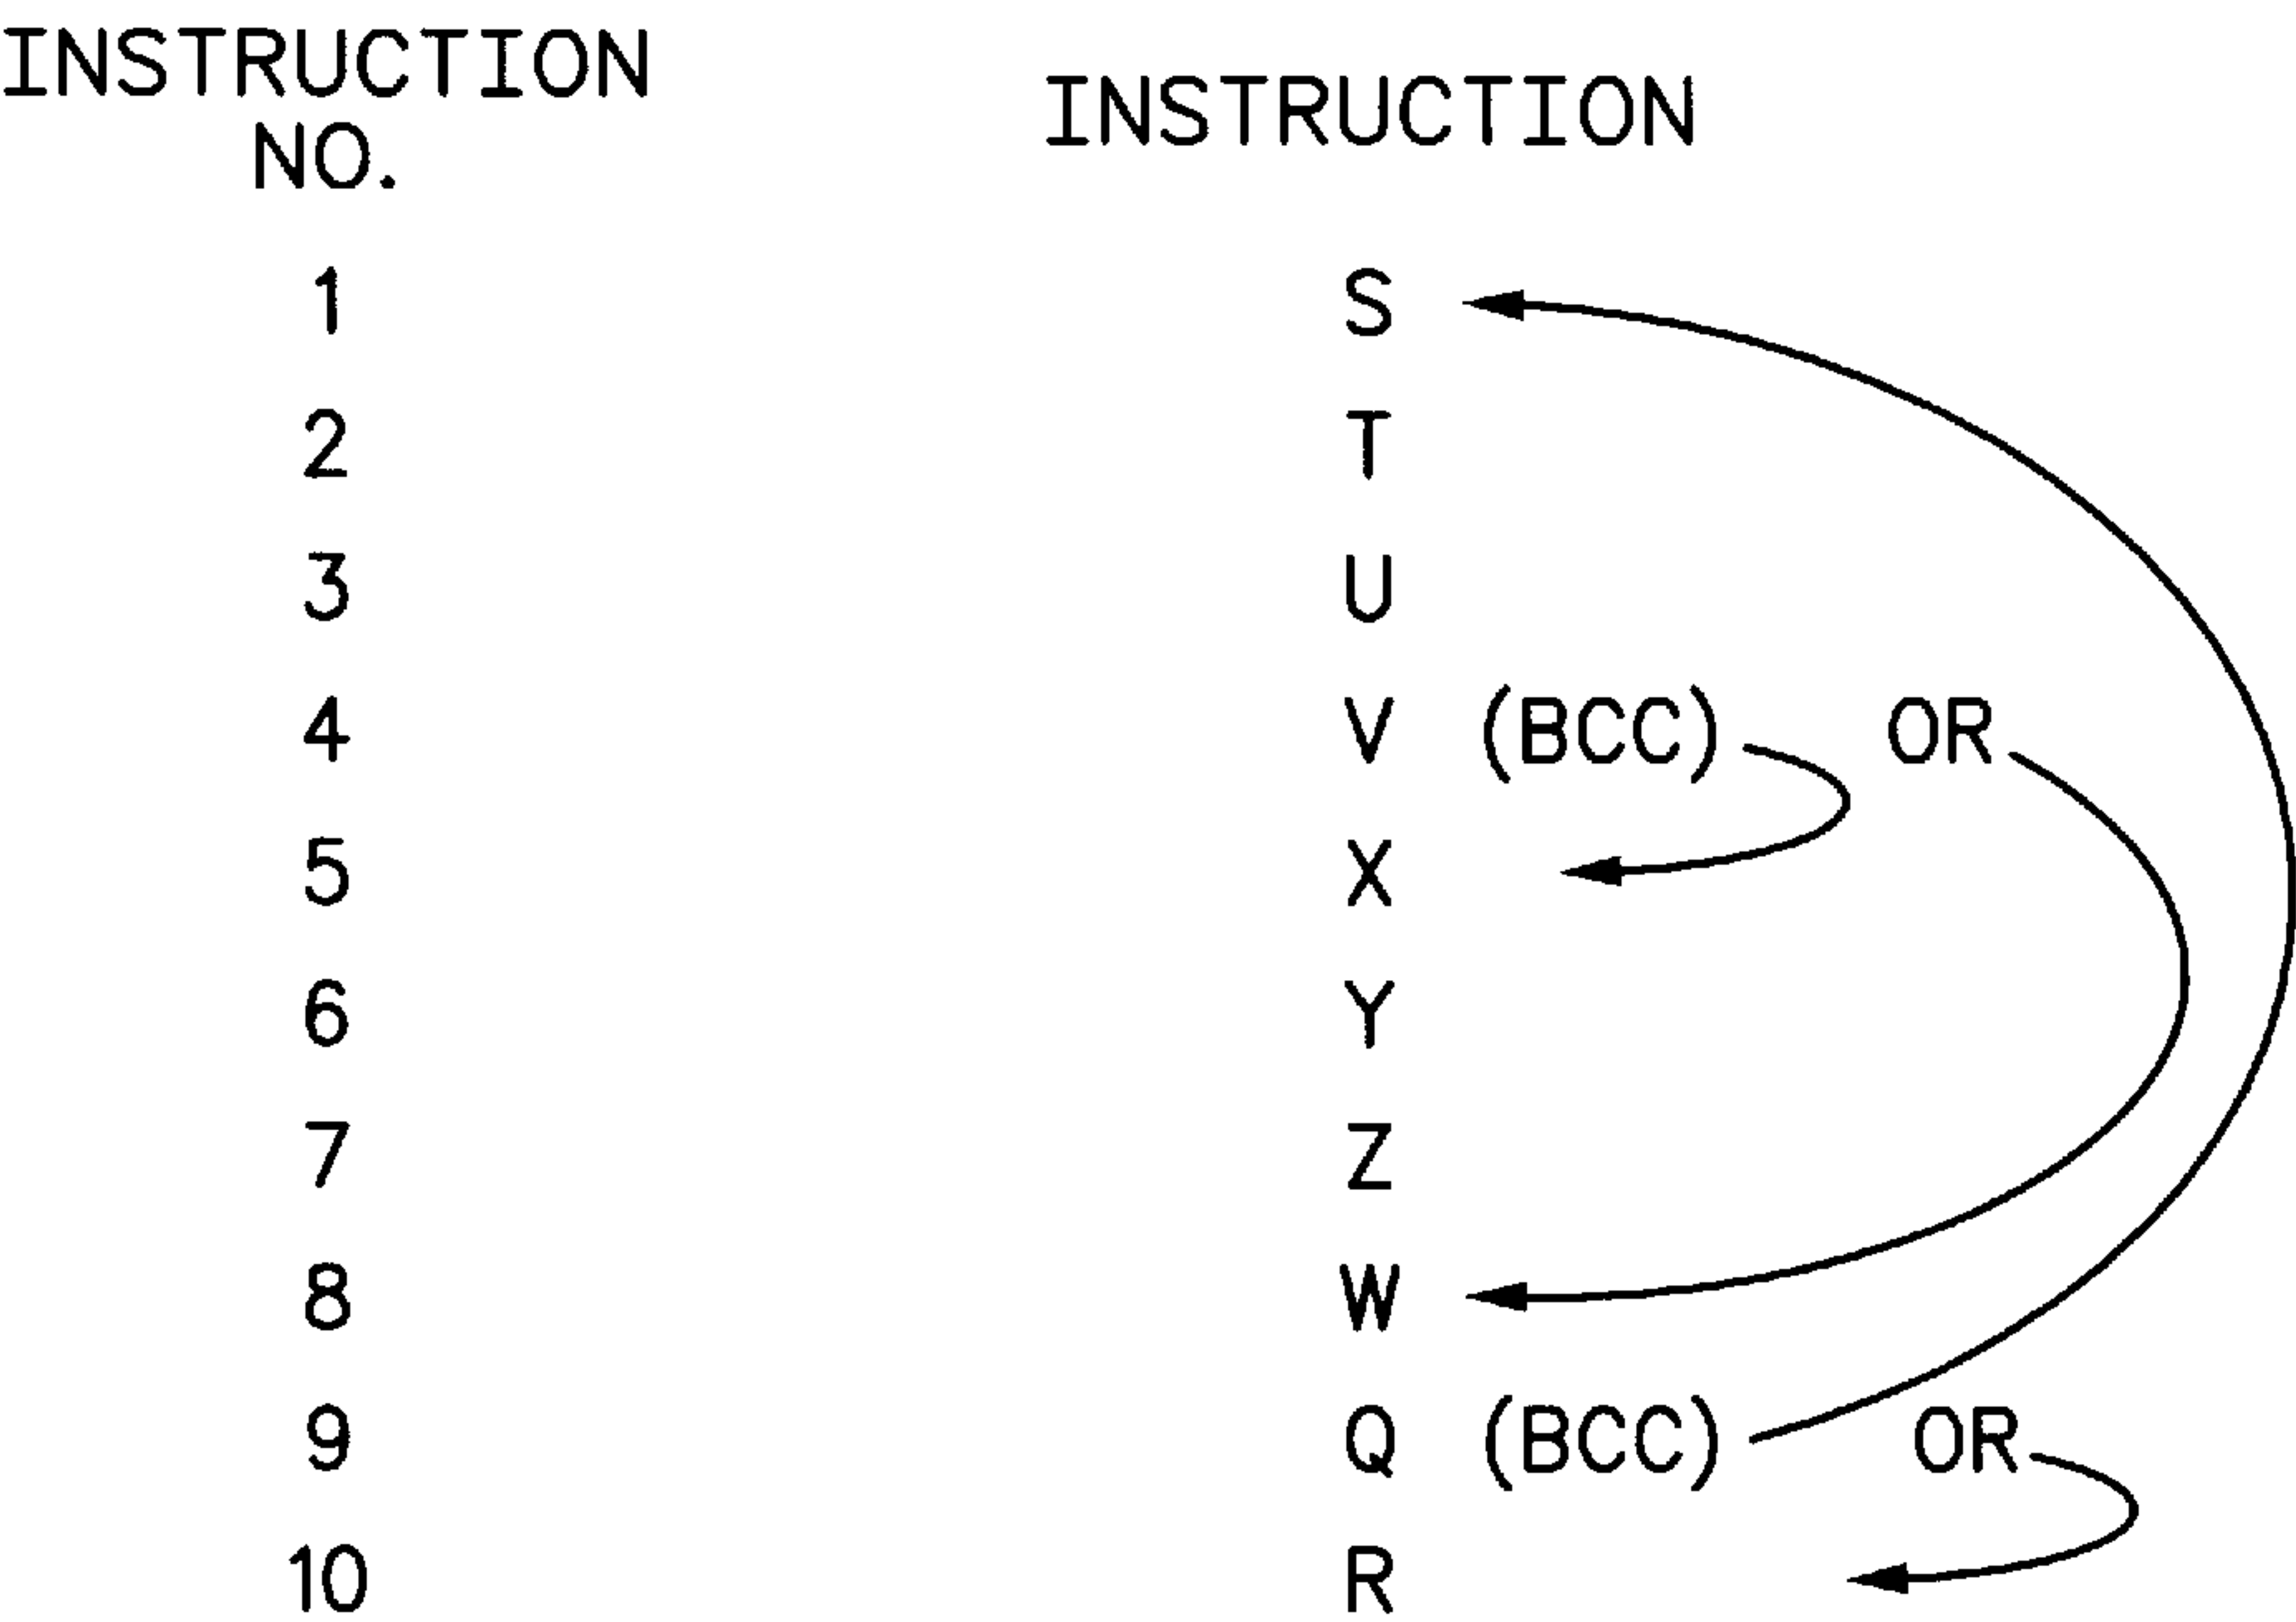 INSTRUCTION NO. INSTRUCTION
1 S
2 T
3 U
4 V (BCC) OR
5 X
6 Y
7 Z
8 W
9 Q (BCC) OR
10 R